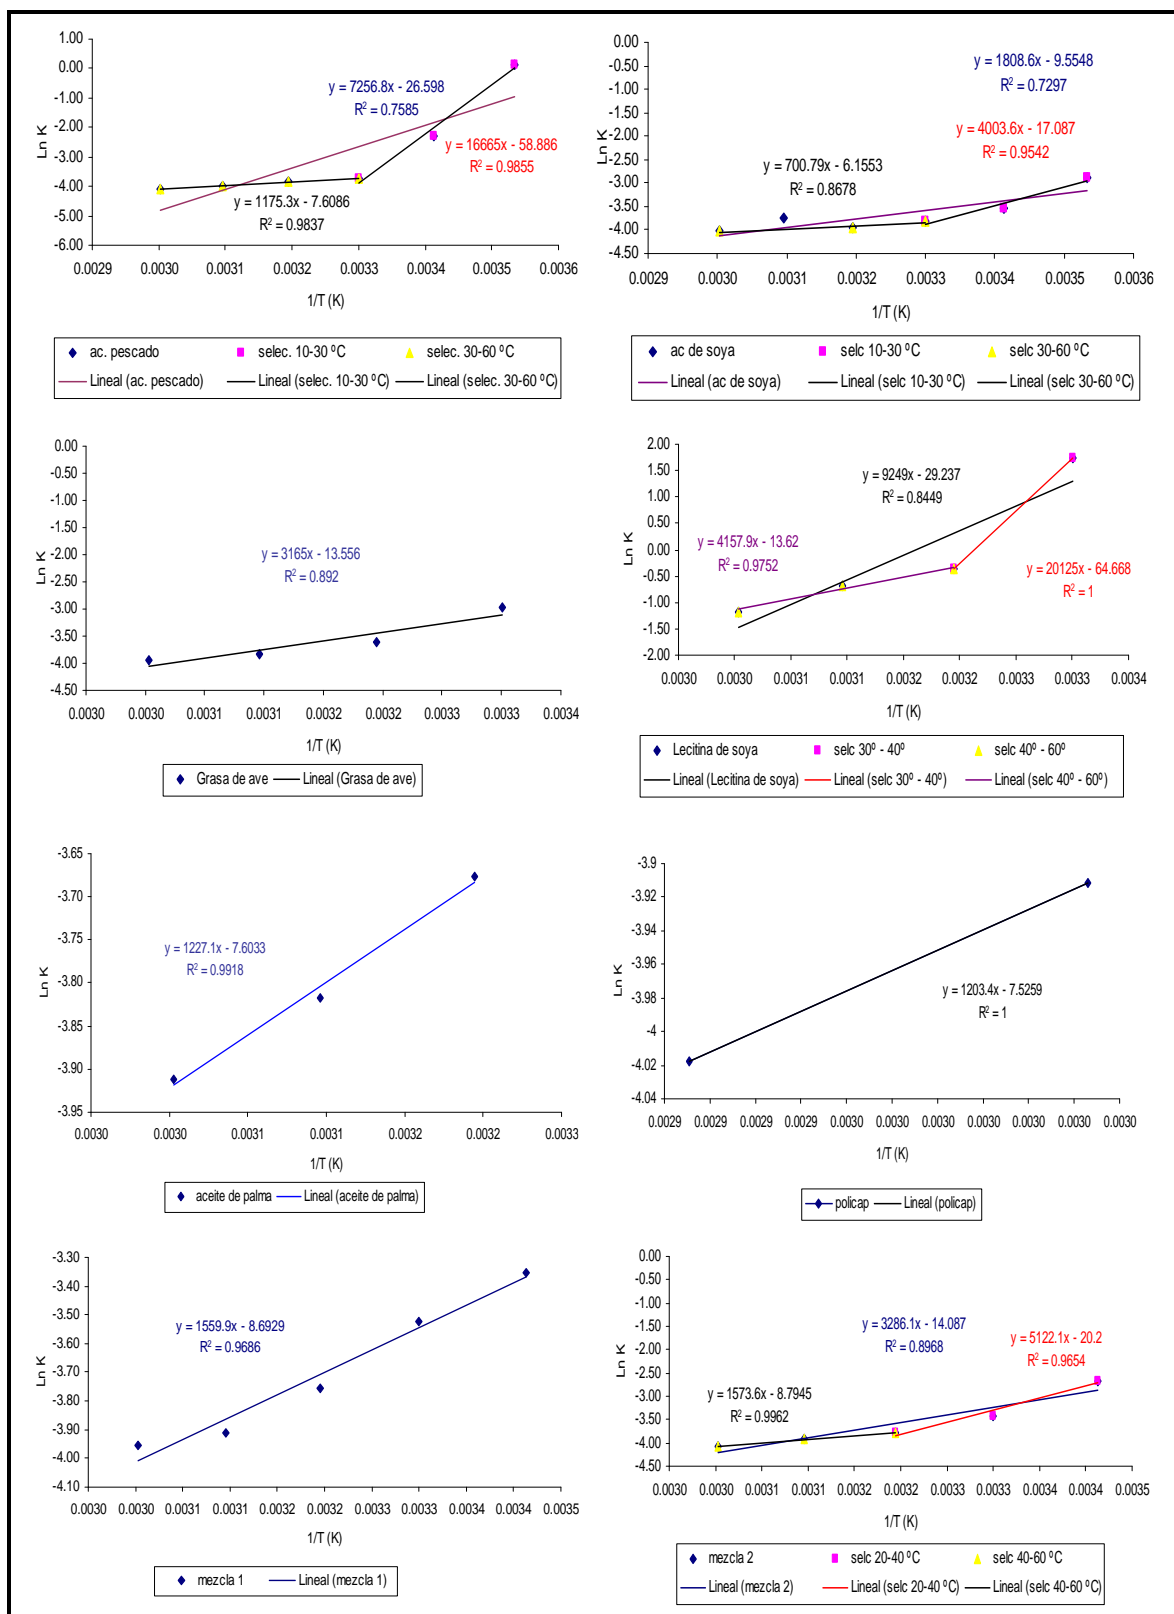 1.00
0.00
-1.00
-2.00
-3.00
-4.00
-5.00
-6.00
Ln K
y = 7256.8x - 26.598
R² = 0.7585
y = 16665x - 58.886
R² = 0.9855
y = 1175.3x - 7.6086
R² = 0.9837
0.0029 0.0030 0.0031 0.0032 0.0033 0.0034 0.0035 0.0036
1/T (K)
ac. pescado selec. 10-30 ºC selec. 30-60 ºC
Lineal (ac. pescado) Lineal (selec. 10-30 ºC) Lineal (selec. 30-60 ºC)
0.00
-0.50
-1.00
-1.50
-2.00
-2.50
-3.00
-3.50
-4.00
-4.50
Ln K
y = 1808.6x - 9.5548
R² = 0.7297
y = 4003.6x - 17.087
R² = 0.9542
y = 700.79x - 6.1553
R² = 0.8678
0.0029 0.0030 0.0031 0.0032 0.0033 0.0034 0.0035 0.0036
1/T (K)
ac de soya selc 10-30 ºC selc 30-60 ºC
Lineal (ac de soya) Lineal (selc 10-30 ºC) Lineal (selc 30-60 ºC)
0.00
-0.50
-1.00
-1.50
-2.00
-2.50
-3.00
-3.50
-4.00
-4.50
Ln K
y = 3165x - 13.556
R² = 0.892
0.0030 0.0030 0.0031 0.0031 0.0032 0.0032 0.0033 0.0033 0.0034
1/T (K)
Grasa de ave Lineal (Grasa de ave)
2.00
1.50
1.00
0.50
0.00
-0.50
-1.00
-1.50
2.00
Ln K
y = 9249x - 29.237
R² = 0.8449
y = 4157.9x - 13.62
R² = 0.9752
y = 20125x - 64.668
R² = 1
0.0030 0.0030 0.0031 0.0031 0.0032 0.0032 0.0033 0.0033 0.0034
1/T (K)
Lecitina de soya selc 30º - 40º selc 40º - 60º
Lineal (Lecitina de soya) Lineal (selc 30º - 40º) Lineal (selc 40º - 60º)
-3.65
-3.70
-3.75
-3.80
-3.85
-3.90
-3.95
Ln K
y = 1227.1x - 7.6033
R² = 0.9918
0.0030 0.0030 0.0031 0.0031 0.0032 0.0032 0.0033
1/T (K)
aceite de palma Lineal (aceite de palma)
-3.9
-3.92
-3.94
-3.96
-3.98
-4
-4.02
-4.04
Ln K
y = 1203.4x - 7.5259
R² = 1
0.0029 0.0029 0.0029 0.0030 0.0030 0.0030 0.0030 0.0030 0.0030 0.0030
1/T (K)
policap Lineal (policap)
-3.30
-3.40
-3.50
-3.60
-3.70
-3.80
-3.90
-4.00
-4.10
Ln K
y = 1559.9x - 8.6929
R² = 0.9686
0.0030 0.0030 0.0031 0.0031 0.0032 0.0032 0.0033 0.0033 0.0034 0.0034 0.0035
1/T (K)
mezcla 1 Lineal (mezcla 1)
0.00
-0.50
-1.00
-1.50
-2.00
-2.50
-3.00
-3.50
-4.00
-4.50
Ln K
y = 3286.1x - 14.087
R² = 0.8968
y = 5122.1x - 20.2
R² = 0.9654
y = 1573.6x - 8.7945
R² = 0.9962
0.0030 0.0030 0.0031 0.0031 0.0032 0.0032 0.0033 0.0033 0.0034 0.0034 0.0035
1/T (K)
mezcla 2 selc 20-40 ºC selc 40-60 ºC
Lineal (mezcla 2) Lineal (selc 20-40 ºC) Lineal (selc 40-60 ºC)